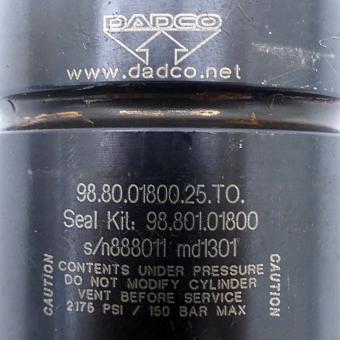 DADCO
www.dadco.net
98.80.01800.25.TO.
Seal Kit: 98.801.01800
s/n888011 md1301
CAUTION
CONTENTS UNDER PRESSURE
DO NOT MODIFY CYLINDER
VENT BEFORE SERVICE
2175 PSI / 150 BAR MAX
CAUTION